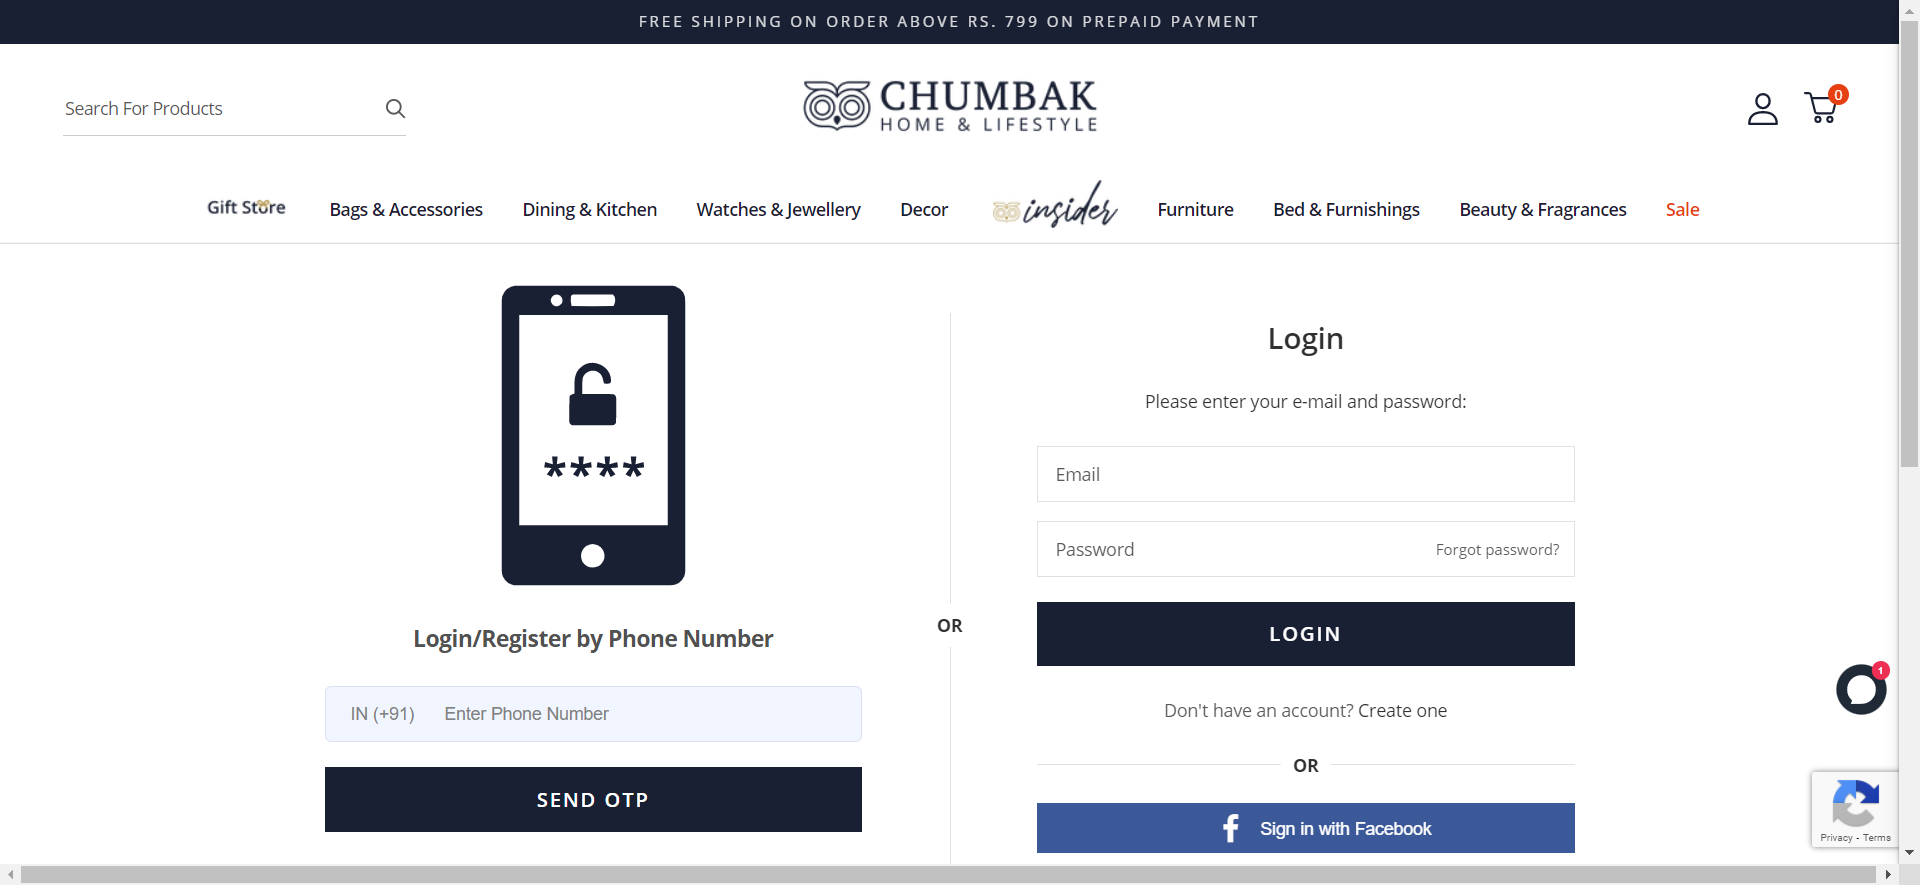 FREE SHIPPING ON ORDER ABOVE RS. 799 ON PREPAID PAYMENT
Search For Products
CHUMBAK
HOME & LIFESTYLE
0
Gift Store
Bags & Accessories
Dining & Kitchen
Watches & Jewellery
Decor
insider
Furniture
Bed & Furnishings
Beauty & Fragrances
Sale
****
Login/Register by Phone Number
IN (+91)
Enter Phone Number
SEND OTP
OR
Login
Please enter your e-mail and password:
Email
Password
Forgot password?
LOGIN
Don't have an account? Create one
OR
Sign in with Facebook
1
Privacy - Terms